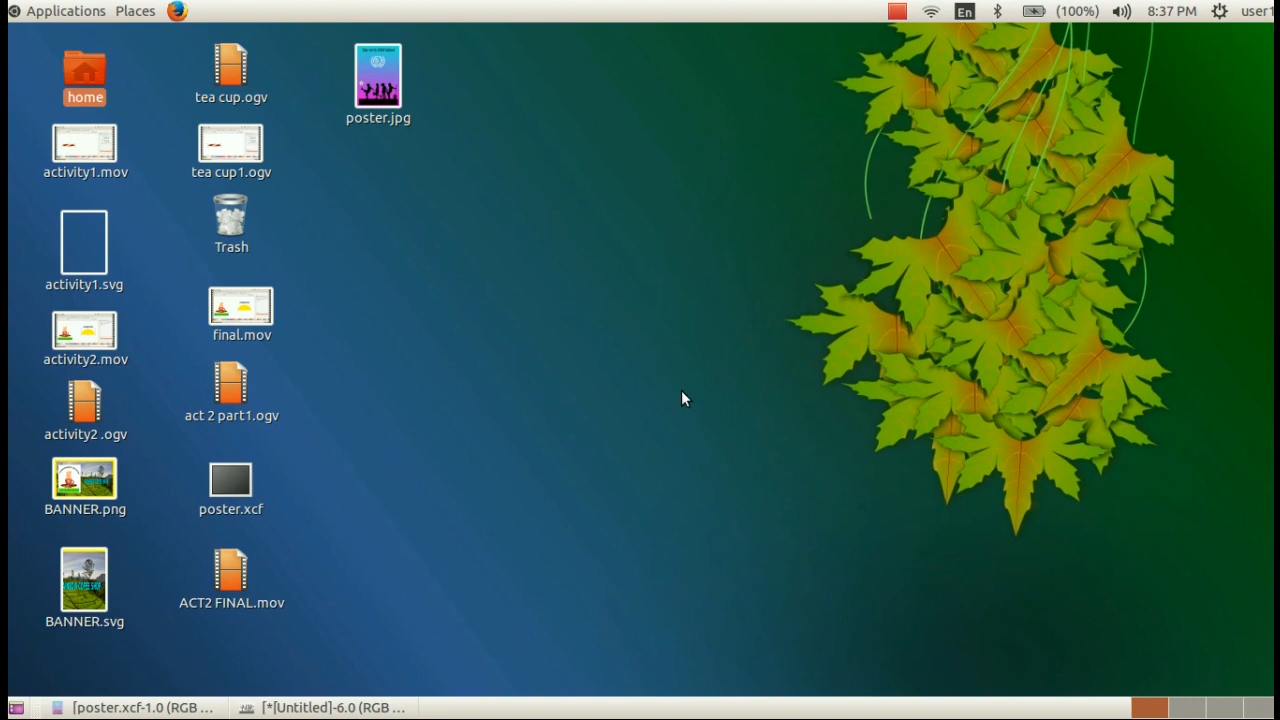 Applications Places
En
(100%)
8:37 PM
user1
home
tea cup.ogv
poster.jpg
activity1.mov
tea cup1.ogv
Trash
activity1.svg
final.mov
activity2.mov
act 2 part1.ogv
activity2 .ogv
BANNER.png
poster.xcf
ACT2 FINAL.mov
BANNER.svg
[poster.xcf-1.0 (RGB ...
[*[Untitled]-6.0 (RGB ...